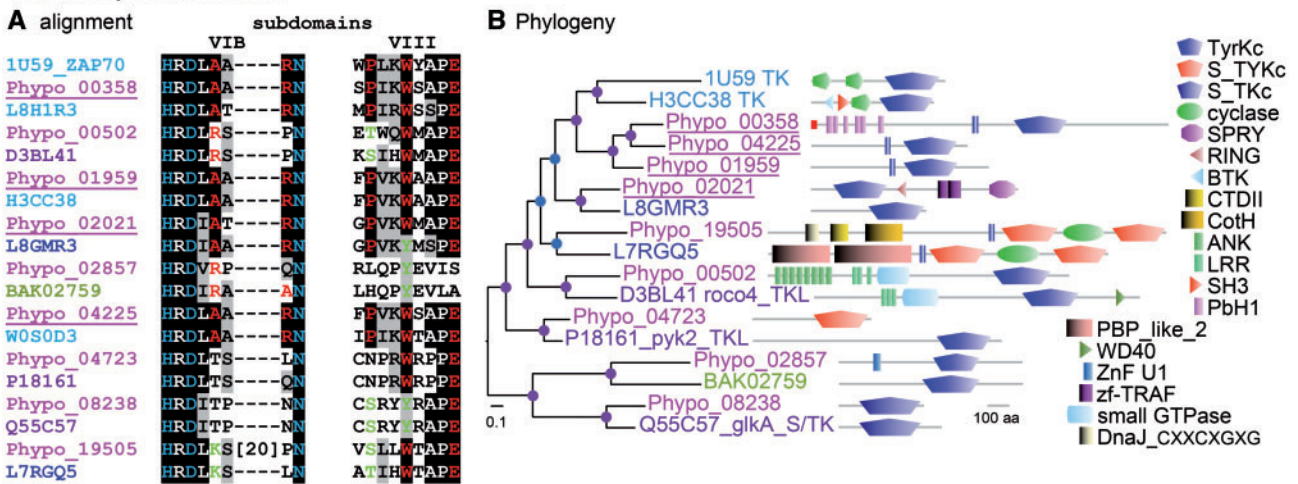 A alignment
subdomains
VIB VIII
1U59_ZAP70 HRDLAA----RN WPLKWYAPE
Phypo_00358 HRDLAA----RN SPIKWSAPE
L8H1R3 HRDLAT----RN MPIRWSSPE
Phypo_00502 HRDLRS----PN ETWQWMAPE
D3BL41 HRDLRS----PN KSIHWMAPE
Phypo_01959 HRDLAA----RN FPVKWTAPE
H3CC38 HRDLAA----RN FPVKWAAPE
Phypo_02021 HRDIAT----RN GPVKWMAPE
L8GMR3 HRDIAA----RN GPVKYMSPE
Phypo_02857 HRDVRP----QN RLQPYEVIS
BAK02759 HRDIRA----AN LHQPYEVLA
Phypo_04225 HRDLAA----RN FPVKWSAPE
W0S0D3 HRDLAA----RN IPIKWTAPE
Phypo_04723 HRDLTS----LN CNPRWRPPE
P18161 HRDLTS----QN CNPRWRPPE
Phypo_08238 HRDITP----NN CSRYYRAPE
Q55C57 HRDITP----NN CSRYYRAPE
Phypo_19505 HRDLKS[20]PN VSLLWTAPE
L7RGQ5 HRDLKS----LN ATIHWTAPE
B Phylogeny
1U59 TK
H3CC38 TK
Phypo_00358
Phypo_04225
Phypo_01959
Phypo_02021
L8GMR3
Phypo_19505
L7RGQ5
Phypo_00502
D3BL41 roco4_TKL
Phypo_04723
P18161_pyk2_TKL
Phypo_02857
BAK02759
Phypo_08238
Q55C57_glkA_S/TK
0.1
100 aa
TyrKc
S_TYKc
S_TKc
cyclase
SPRY
RING
BTK
CTDII
CotH
ANK
LRR
SH3
PbH1
PBP_like_2
WD40
ZnF U1
zf-TRAF
small GTPase
DnaJ_CXXCXGXG